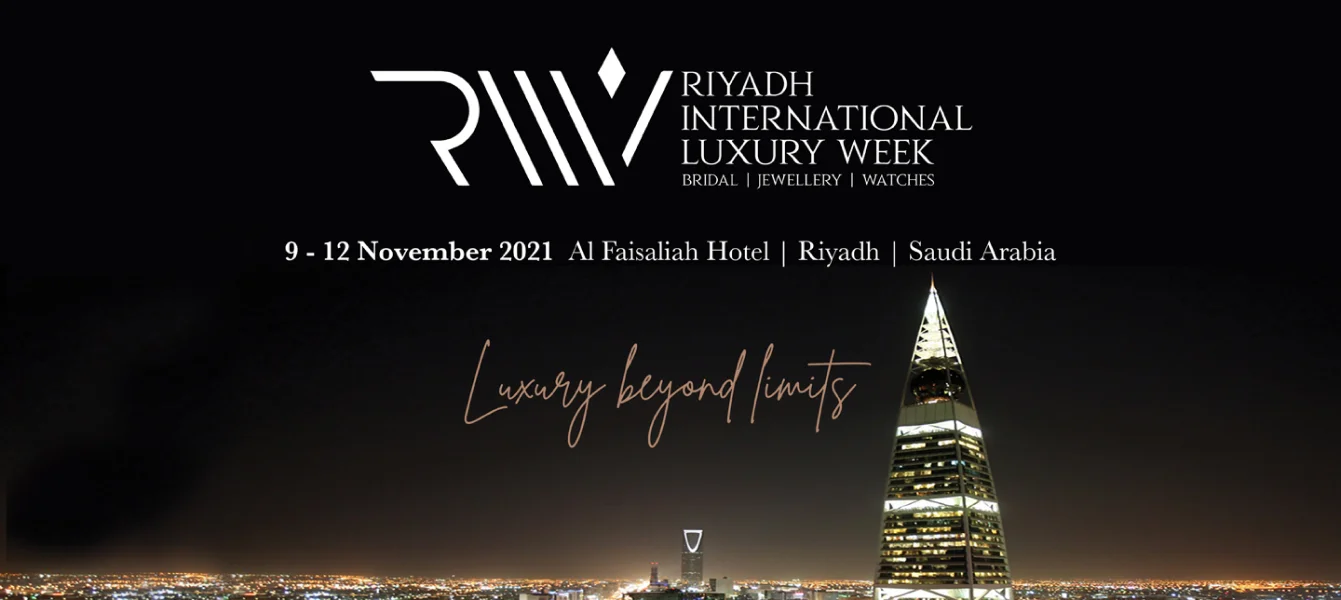 RIW
RIYADH
INTERNATIONAL
LUXURY WEEK
BRIDAL | JEWELLERY | WATCHES
9 - 12 November 2021 Al Faisaliah Hotel | Riyadh | Saudi Arabia
Luxury beyond limits